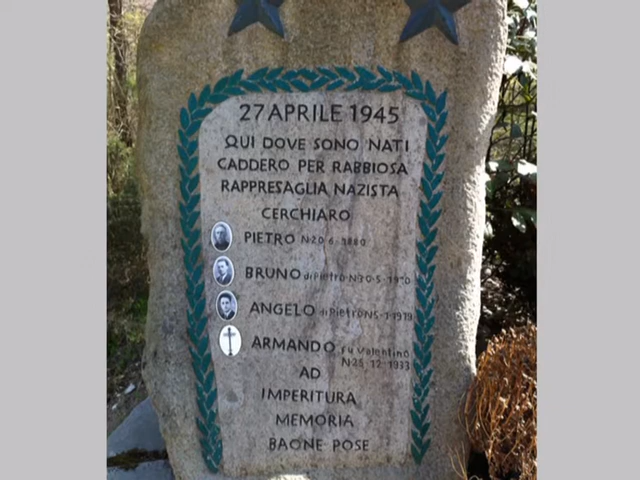 27 APRILE 1945
QUI DOVE SONO NATI
CADDERO PER RABBIOSA
RAPPRESAGLIA NAZISTA
CERCHIARO
PIETRO N.20.6.1880
BRUNO di Pietro N.30.5.1920
ANGELO di Pietro N.5.1.1929
ARMANDO fu Valentino
N.25.12.1933
AD
IMPERITURA
MEMORIA
BAONE POSE